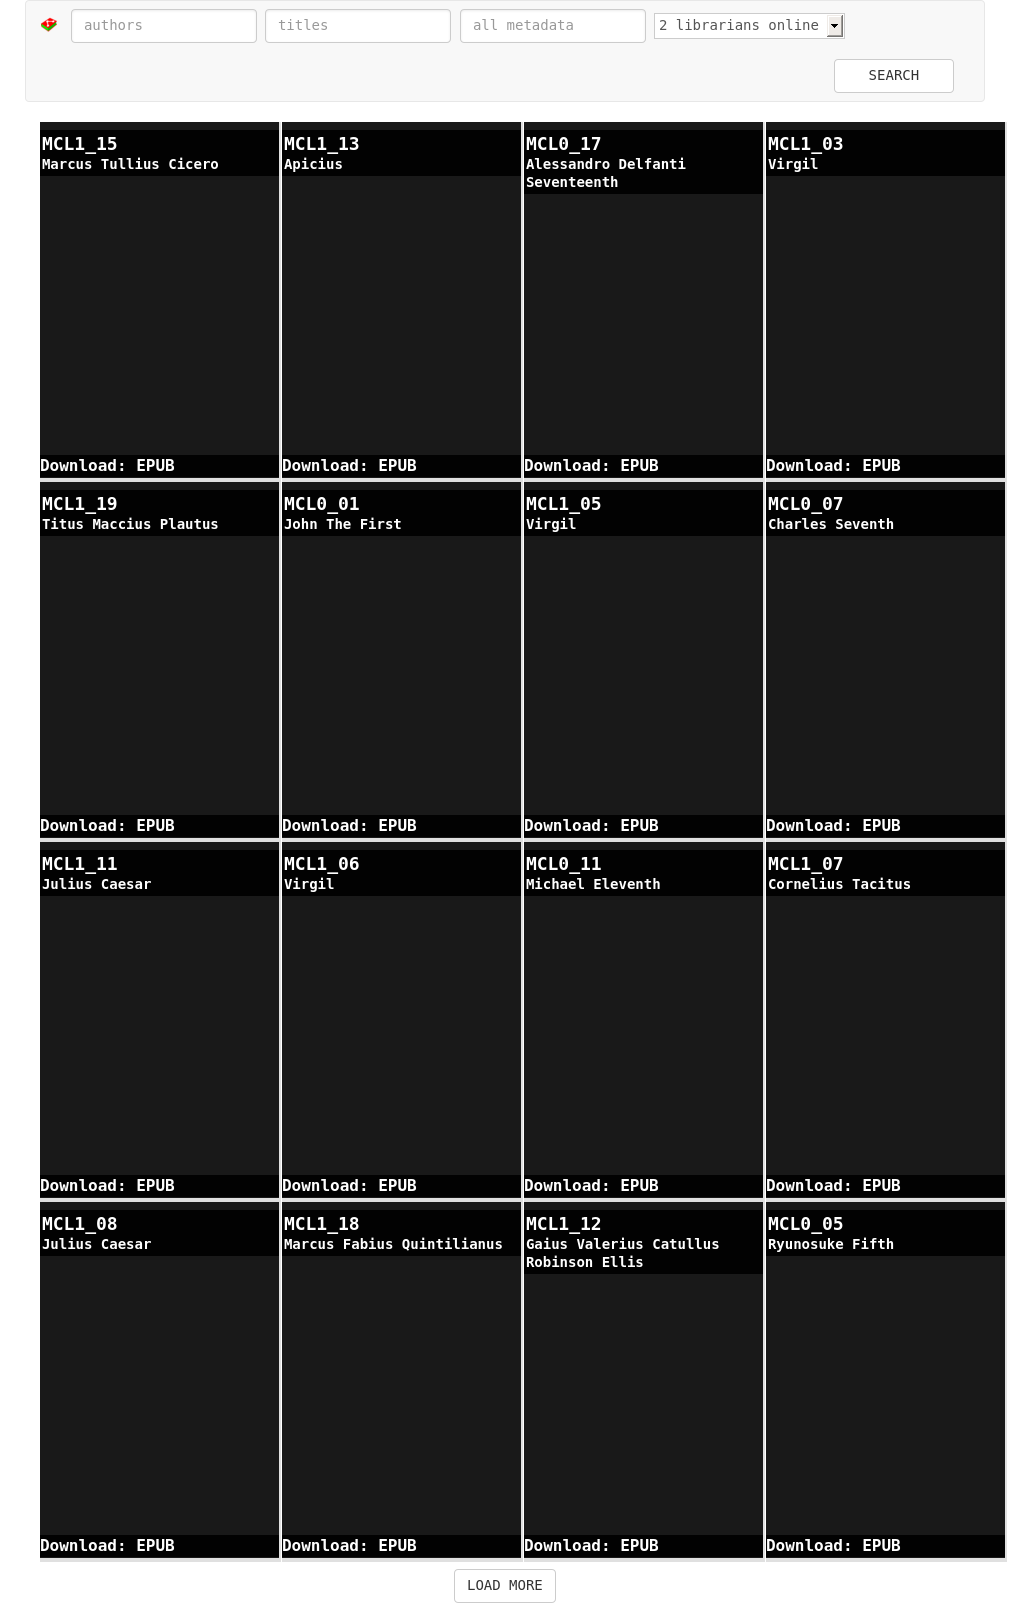 authors titles all metadata 2 librarians online
SEARCH
MCL1_15
Marcus Tullius Cicero
Download: EPUB
MCL1_13
Apicius
Download: EPUB
MCL0_17
Alessandro Delfanti
Seventeenth
Download: EPUB
MCL1_03
Virgil
Download: EPUB
MCL1_19
Titus Maccius Plautus
Download: EPUB
MCL0_01
John The First
Download: EPUB
MCL1_05
Virgil
Download: EPUB
MCL0_07
Charles Seventh
Download: EPUB
MCL1_11
Julius Caesar
Download: EPUB
MCL1_06
Virgil
Download: EPUB
MCL0_11
Michael Eleventh
Download: EPUB
MCL1_07
Cornelius Tacitus
Download: EPUB
MCL1_08
Julius Caesar
Download: EPUB
MCL1_18
Marcus Fabius Quintilianus
Download: EPUB
MCL1_12
Gaius Valerius Catullus
Robinson Ellis
Download: EPUB
MCL0_05
Ryunosuke Fifth
Download: EPUB
LOAD MORE